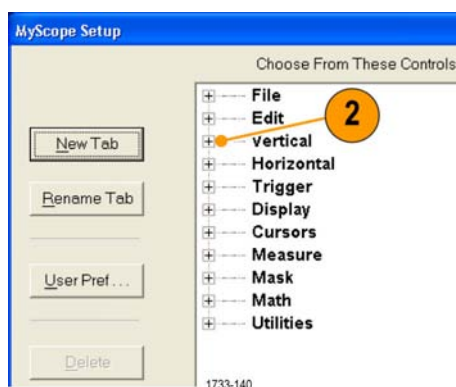 MyScope Setup
Choose From These Controls
File
Edit
2
vertical
Horizontal
Trigger
Display
Cursors
Measure
Mask
Math
Utilities
New Tab
Rename Tab
User Pref . . .
Delete
1733-140